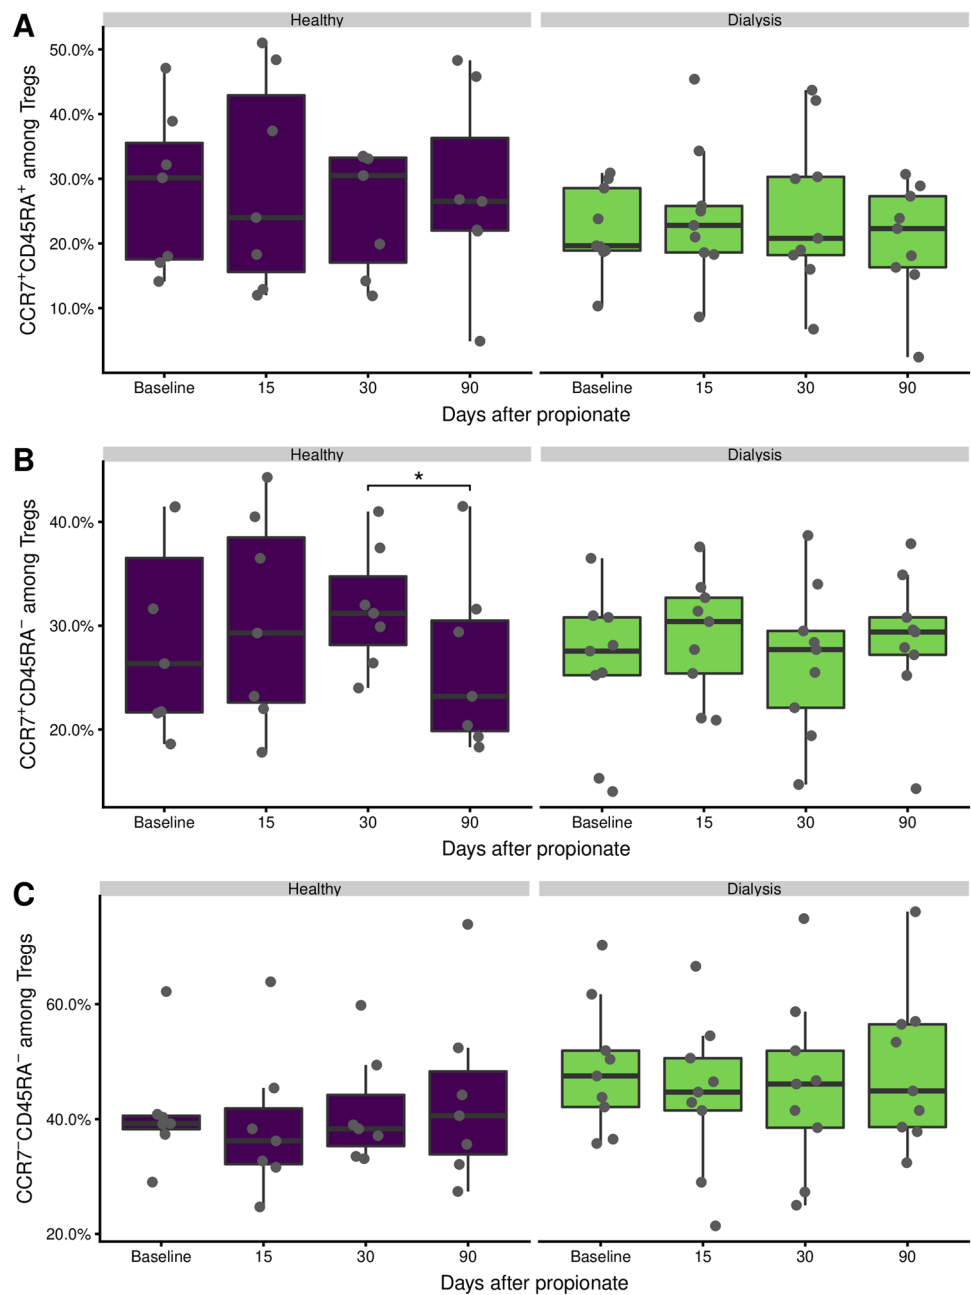 A
Healthy
Dialysis
CCR7⁺CD45RA⁺ among Tregs
50.0%
40.0%
30.0%
20.0%
10.0%
Baseline 15 30 90
Baseline 15 30 90
Days after propionate
B
Healthy
Dialysis
CCR7⁺CD45RA⁻ among Tregs
*
40.0%
30.0%
20.0%
Baseline 15 30 90
Baseline 15 30 90
Days after propionate
C
Healthy
Dialysis
CCR7⁻CD45RA⁻ among Tregs
60.0%
40.0%
20.0%
Baseline 15 30 90
Baseline 15 30 90
Days after propionate